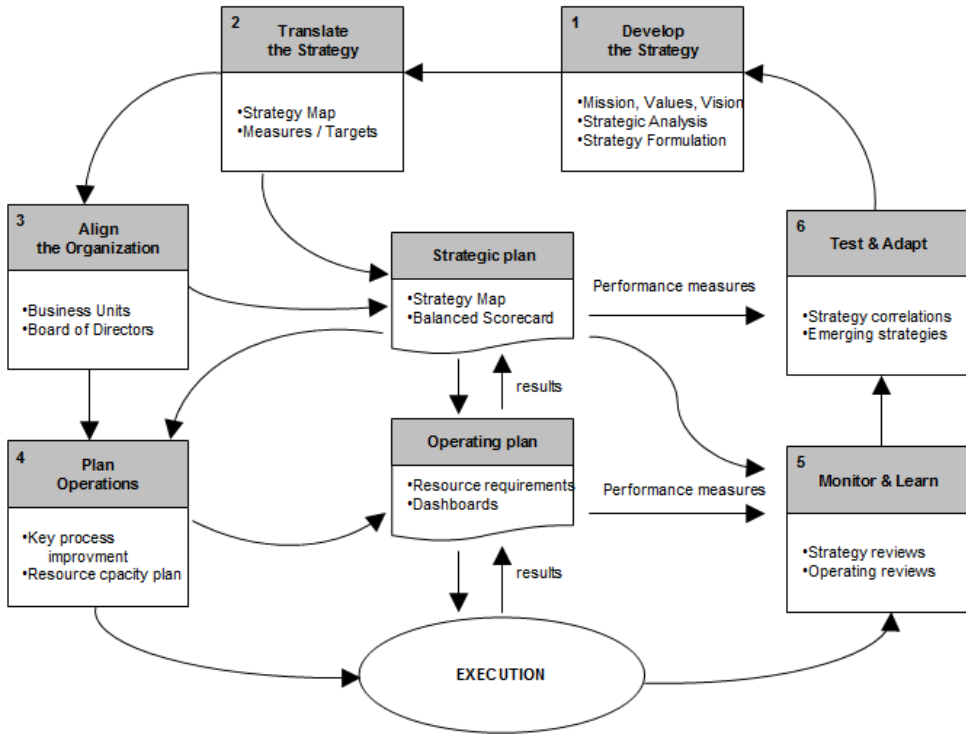 2
Translate
the Strategy
•Strategy Map
•Measures / Targets
1
Develop
the Strategy
•Mission, Values, Vision
•Strategic Analysis
•Strategy Formulation
3
Align
the Organization
•Business Units
•Board of Directors
Strategic plan
•Strategy Map
•Balanced Scorecard
Performance measures
6
Test & Adapt
•Strategy correlations
•Emerging strategies
results
4
Plan
Operations
•Key process
improvment
•Resource cpacity plan
Operating plan
•Resource requirements
•Dashboards
Performance measures
5
Monitor & Learn
•Strategy reviews
•Operating reviews
results
EXECUTION